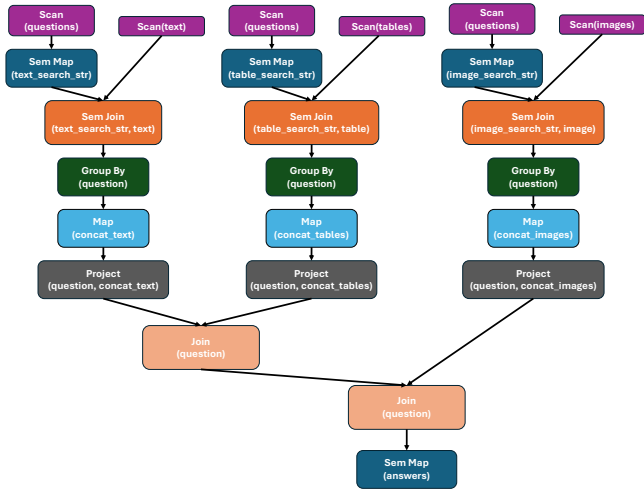 Scan
(questions)
Scan(text)
Scan
(questions)
Scan(tables)
Scan
(questions)
Scan(images)
Sem Map
(text_search_str)
Sem Map
(table_search_str)
Sem Map
(image_search_str)
Sem Join
(text_search_str, text)
Sem Join
(table_search_str, table)
Sem Join
(image_search_str, image)
Group By
(question)
Group By
(question)
Group By
(question)
Map
(concat_text)
Map
(concat_tables)
Map
(concat_images)
Project
(question, concat_text)
Project
(question, concat_tables)
Project
(question, concat_images)
Join
(question)
Join
(question)
Sem Map
(answers)